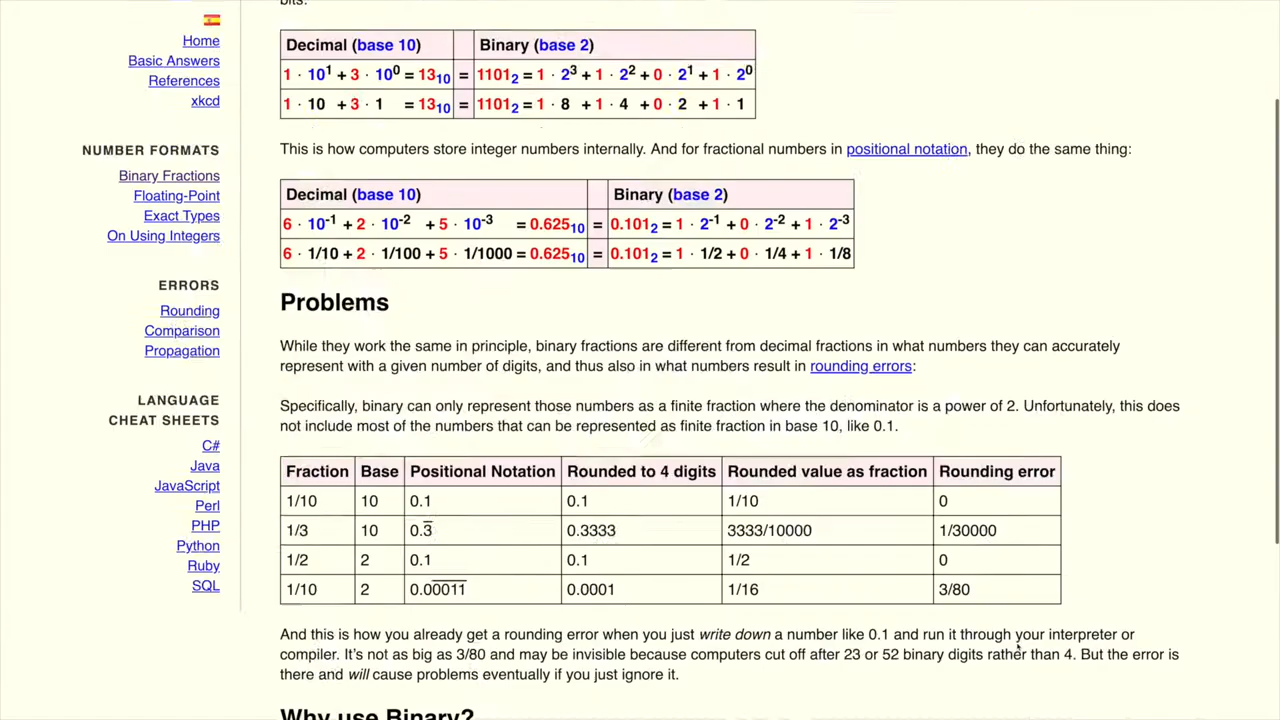 bits:
Home
Basic Answers
References
xkcd
NUMBER FORMATS
Binary Fractions
Floating-Point
Exact Types
On Using Integers
ERRORS
Rounding
Comparison
Propagation
LANGUAGE
CHEAT SHEETS
C#
Java
JavaScript
Perl
PHP
Python
Ruby
SQL
Decimal (base 10) Binary (base 2)
1 · 10¹ + 3 · 10⁰ = 13₁₀ = 1101₂ = 1 · 2³ + 1 · 2² + 0 · 2¹ + 1 · 2⁰
1 · 10 + 3 · 1 = 13₁₀ = 1101₂ = 1 · 8 + 1 · 4 + 0 · 2 + 1 · 1
This is how computers store integer numbers internally. And for fractional numbers in positional notation, they do the same thing:
Decimal (base 10) Binary (base 2)
6 · 10⁻¹ + 2 · 10⁻² + 5 · 10⁻³ = 0.625₁₀ = 0.101₂ = 1 · 2⁻¹ + 0 · 2⁻² + 1 · 2⁻³
6 · 1/10 + 2 · 1/100 + 5 · 1/1000 = 0.625₁₀ = 0.101₂ = 1 · 1/2 + 0 · 1/4 + 1 · 1/8
Problems
While they work the same in principle, binary fractions are different from decimal fractions in what numbers they can accurately
represent with a given number of digits, and thus also in what numbers result in rounding errors:
Specifically, binary can only represent those numbers as a finite fraction where the denominator is a power of 2. Unfortunately, this does
not include most of the numbers that can be represented as finite fraction in base 10, like 0.1.
Fraction Base Positional Notation Rounded to 4 digits Rounded value as fraction Rounding error
1/10 10 0.1 0.1 1/10 0
1/3 10 0.3̅ 0.3333 3333/10000 1/30000
1/2 2 0.1 0.1 1/2 0
1/10 2 0.00̅0̅1̅1̅ 0.0001 1/16 3/80
And this is how you already get a rounding error when you just write down a number like 0.1 and run it through your interpreter or
compiler. It's not as big as 3/80 and may be invisible because computers cut off after 23 or 52 binary digits rather than 4. But the error is
there and will cause problems eventually if you just ignore it.
Why use Binary?